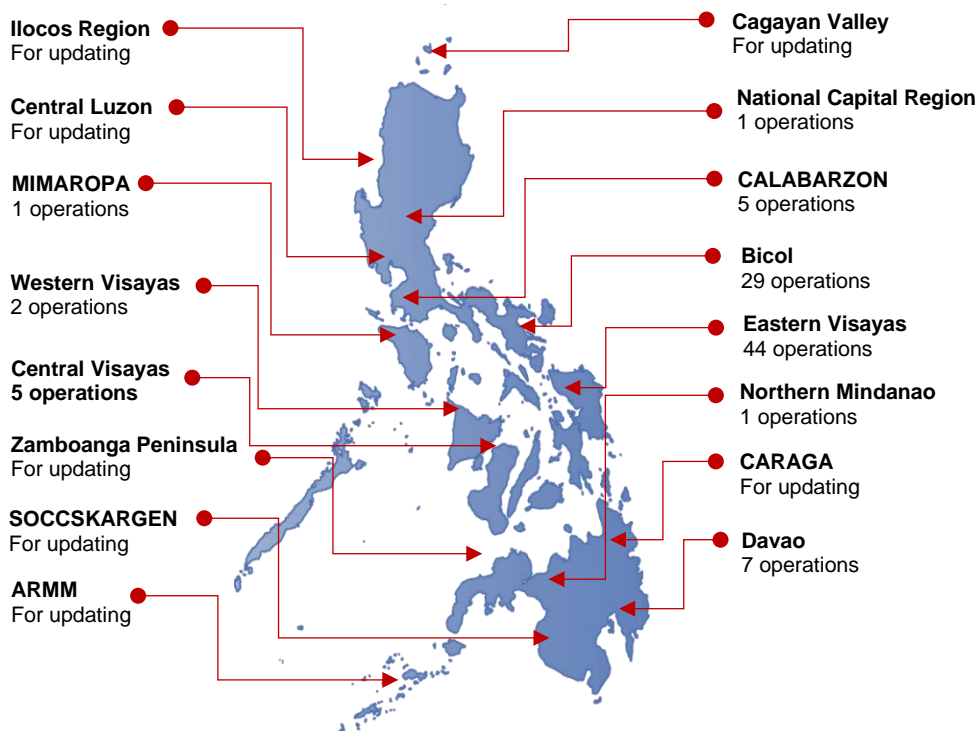 Ilocos Region
For updating
Central Luzon
For updating
MIMAROPA
1 operations
Western Visayas
2 operations
Central Visayas
5 operations
Zamboanga Peninsula
For updating
SOCCSKARGEN
For updating
ARMM
For updating
Cagayan Valley
For updating
National Capital Region
1 operations
CALABARZON
5 operations
Bicol
29 operations
Eastern Visayas
44 operations
Northern Mindanao
1 operations
CARAGA
For updating
Davao
7 operations